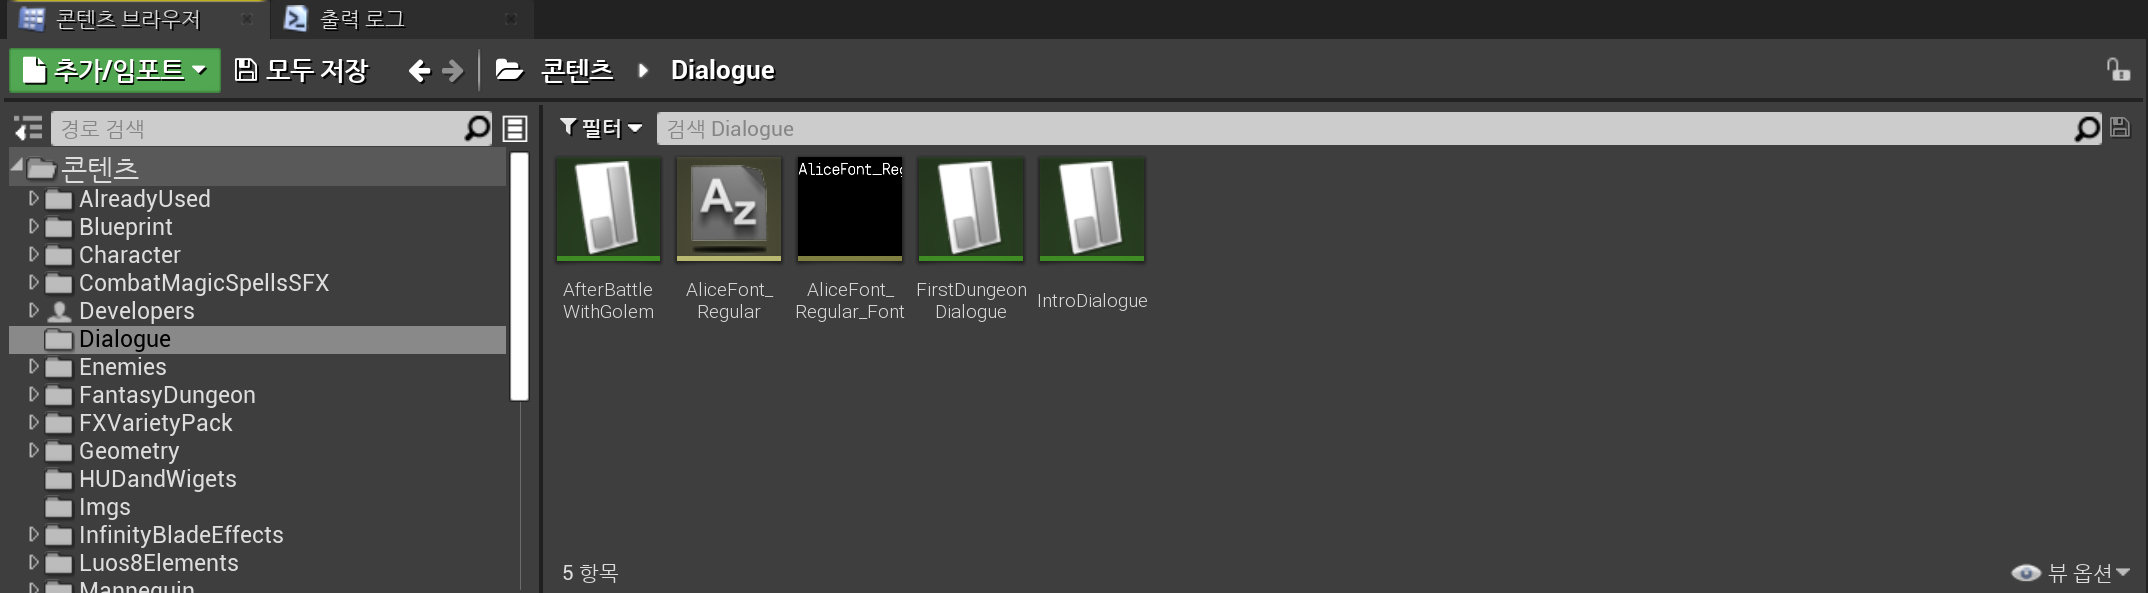 콘텐츠 브라우저
출력 로그
추가/임포트
모두 저장
콘텐츠
Dialogue
경로 검색
필터
검색 Dialogue
콘텐츠
AlreadyUsed
Blueprint
Character
CombatMagicSpellsSFX
Developers
Dialogue
Enemies
FantasyDungeon
FXVarietyPack
Geometry
HUDandWigets
Imgs
InfinityBladeEffects
Luos8Elements
Mannequin
Az
AliceFont_Reg
AfterBattle
WithGolem
AliceFont_
Regular
AliceFont_
Regular_Font
FirstDungeon
Dialogue
IntroDialogue
5 항목
뷰 옵션